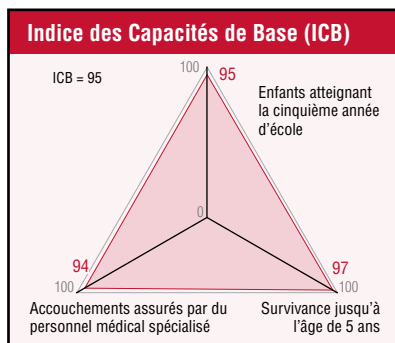 Indice des Capacités de Base (ICB)
ICB = 95
100
95
Enfants atteignant
la cinquième année
d'école
0
94
100
97
100
Accouchements assurés par du
personnel médical spécialisé
Survivance jusqu'à
l'âge de 5 ans